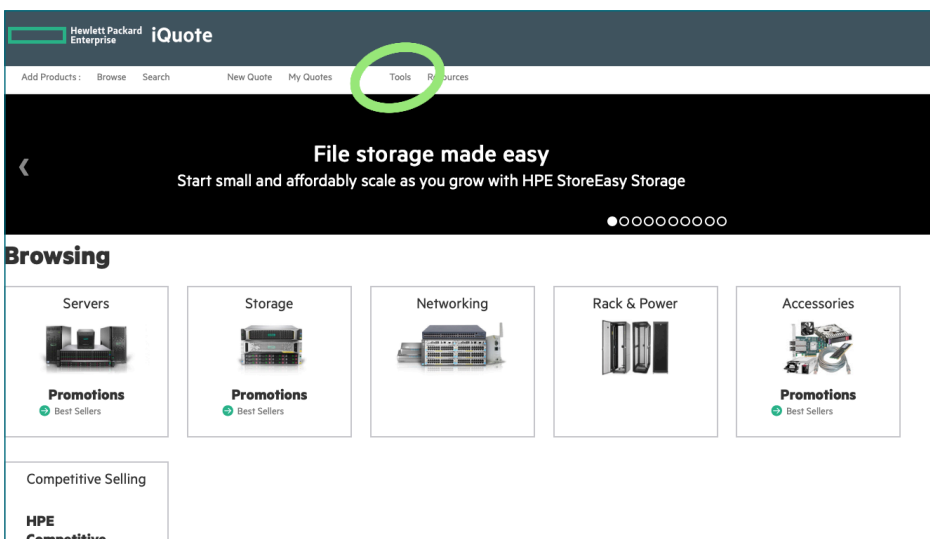 Hewlett Packard
Enterprise
iQuote
Add Products : Browse Search New Quote My Quotes Tools Resources
File storage made easy
Start small and affordably scale as you grow with HPE StoreEasy Storage
Browsing
Servers
Promotions
Best Sellers
Storage
Promotions
Best Sellers
Networking
Rack & Power
Accessories
Promotions
Best Sellers
Competitive Selling
HPE
Competitive